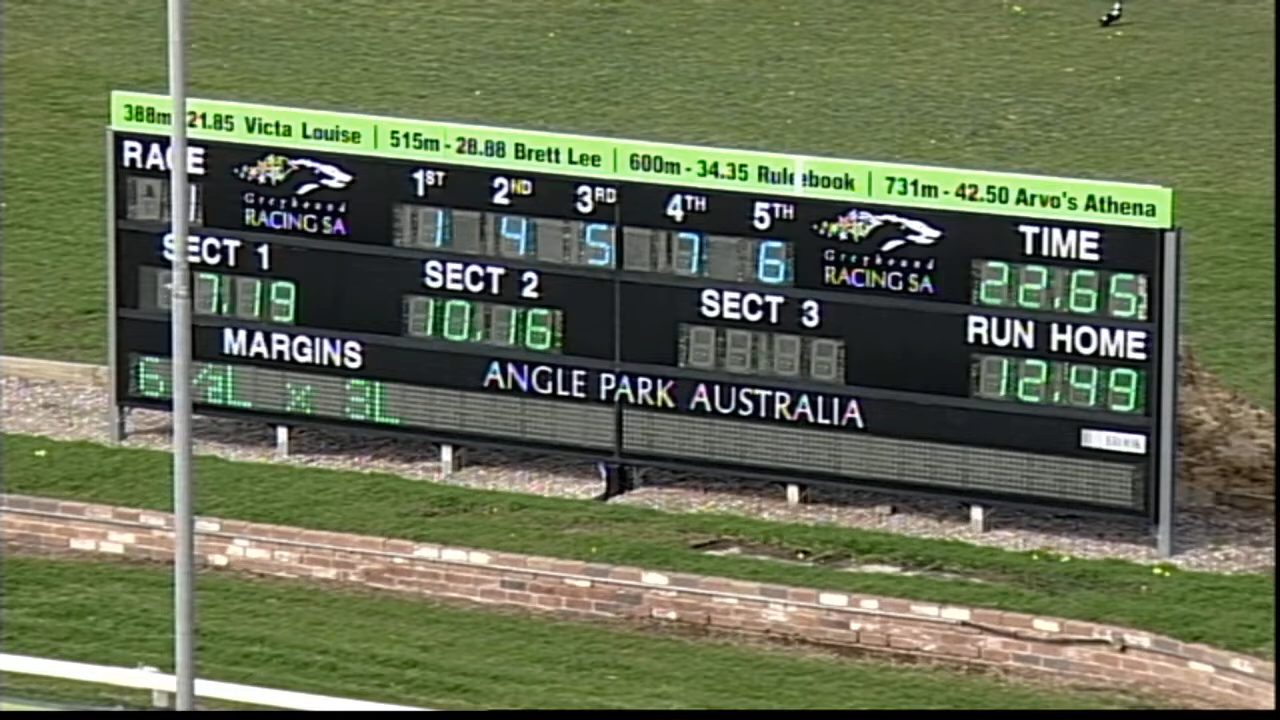 388m - 21.85 Victa Louise | 515m - 28.88 Brett Lee | 600m - 34.35 Rulebook | 731m - 42.50 Arvo's Athena
RACE 1ST 2ND 3RD 4TH 5TH TIME
1 1 4 5 7 6 22.65
Greyhound RACING SA Greyhound RACING SA
SECT 1 SECT 2 SECT 3 RUN HOME
7.19 10.16 12.49
MARGINS ANGLE PARK AUSTRALIA
L x 3L